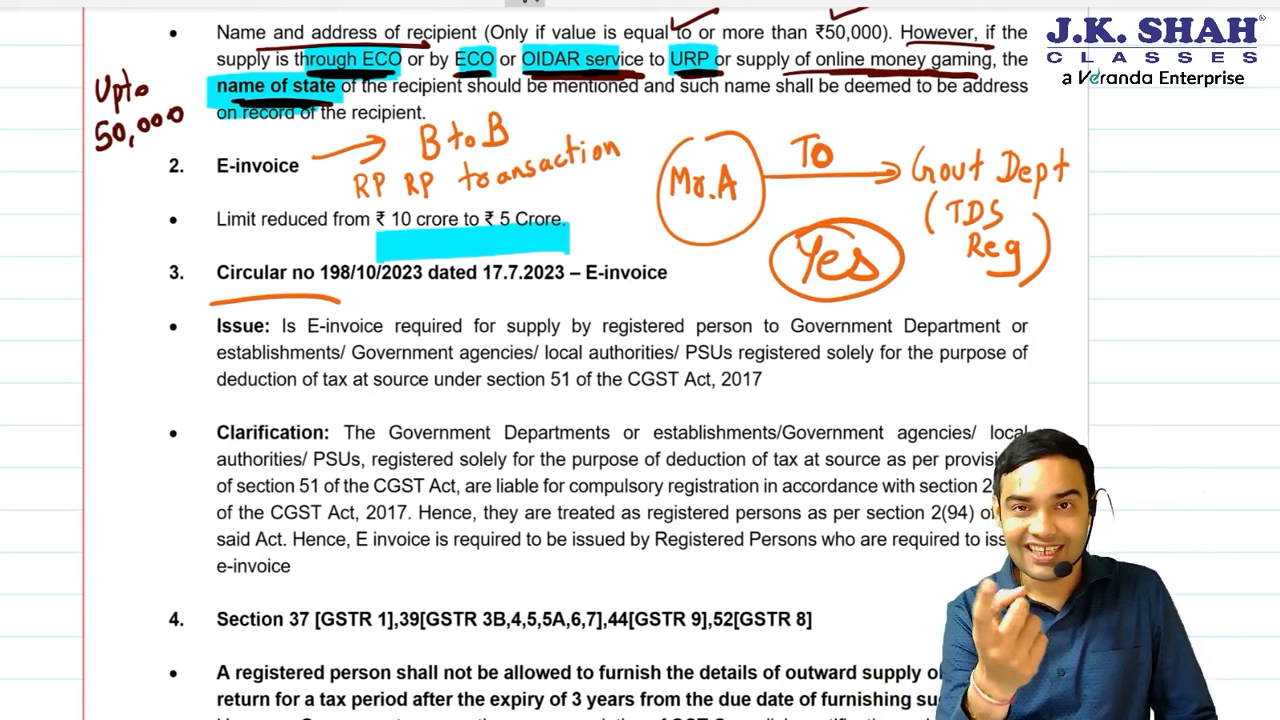 J.K. SHAH
CLASSES
a Veranda Enterprise
• Name and address of recipient (Only if value is equal to or more than ₹50,000). However, if the
supply is through ECO or by ECO or OIDAR service to URP or supply of online money gaming, the
name of state of the recipient should be mentioned and such name shall be deemed to be address
on record of the recipient.
Upto
50,000
2. E-invoice
B to B
RP RP transaction
Mr. A
TO
Govt Dept
(TDS
Reg)
Yes
• Limit reduced from ₹ 10 crore to ₹ 5 Crore.
3. Circular no 198/10/2023 dated 17.7.2023 – E-invoice
• Issue: Is E-invoice required for supply by registered person to Government Department or
establishments/ Government agencies/ local authorities/ PSUs registered solely for the purpose of
deduction of tax at source under section 51 of the CGST Act, 2017
• Clarification: The Government Departments or establishments/Government agencies/ local
authorities/ PSUs, registered solely for the purpose of deduction of tax at source as per
of section 51 of the CGST Act, are liable for compulsory registration in accordance with section
of the CGST Act, 2017. Hence, they are treated as registered persons as per section 2(94)
said Act. Hence, E invoice is required to be issued by Registered Persons who are required to
e-invoice
4. Section 37 [GSTR 1],39[GSTR 3B,4,5,5A,6,7],44[GSTR 9],52[GSTR 8]
• A registered person shall not be allowed to furnish the details of outward supply
return for a tax period after the expiry of 3 years from the due date of furnishing